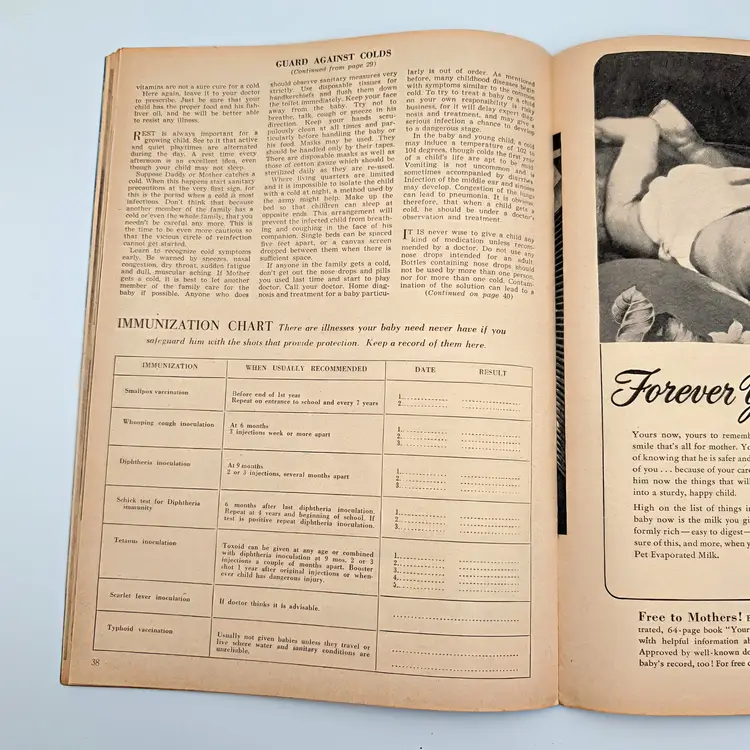 GUARD AGAINST COLDS
(Continued from page 29)
vitamins are not a sure cure for a cold.
Here again, leave it to your doctor
to prescribe. Just be sure that your
child has the proper food and his fish-
liver oil, and he will be better able
to resist any illness.
REST is always important for a
growing child. See to it that active
and quiet playtimes are alternated
during the day. A rest time every
afternoon is an excellent idea, even
though your child may not sleep.
Suppose Daddy or Mother catches a
cold. When this happens start sanitary
precautions at the very first sign, for
this is the period when a cold is most
infectious. Don't think that because
another member of the family has a
cold or even the whole family, that you
needn't be careful any more. This is
the time to be even more cautious so
that the vicious circle of reinfection
cannot get started.
Learn to recognize cold symptoms
early. Be warned by sneezes, nasal
congestion, dry throat, sudden fatigue
and dull, muscular aching. If Mother
gets a cold, it is best to let another
member of the family care for the
baby if possible. Anyone who does
should observe sanitary measures very
strictly. Use disposable tissues for
handkerchiefs and flush them down
the toilet immediately. Keep your face
away from the baby. Try not to
breathe, talk, cough or sneeze in his
direction. Keep your hands scru-
pulously clean at all times and par-
ticularly before handling the baby or
his food. Masks may be used. They
should be handled only by their tapes.
There are disposable masks as well as
those of cotton gauze which should be
sterilized daily as they are re-used.
Where living quarters are limited
and it is impossible to isolate the child
with a cold at night, a method used by
the army might help. Make up the
bed so that children can sleep at
opposite ends. This arrangement will
prevent the infected child from breath-
ing and coughing in the face of his
companion. Single beds can be spaced
five feet apart, or a canvas screen
dropped between them when there is
sufficient space.
If anyone in the family gets a cold,
don't get out the nose drops and pills
you used last time and start to play
doctor. Call your doctor. Home diag-
nosis and treatment for a baby particu-
larly is out of order. As mentioned
before, many childhood diseases begin
with symptoms similar to the common
cold. To try to treat a baby or a child
on your own responsibility is risky
business, for it will delay expert diag-
nosis and treatment, and may give a
serious infection a chance to develop
to a dangerous stage.
In the baby and young child, a cold
may induce a temperature of 103 to
104 degrees, though colds the first year
of a child's life are apt to be mild.
Vomiting is not uncommon and is
sometimes accompanied by diarrhea.
Infection of the middle ear and sinuses
may develop. Congestion of the lungs
can lead to pneumonia. It is obvious,
therefore, that when a child gets a
cold, he should be under a doctor's
observation and treatment.
IT IS never wise to give a child any
kind of medication unless recom-
mended by a doctor. Do not use any
nose drops intended for an adult.
Bottles containing nose drops should
not be used by more than one person,
nor for more than one cold. Contam-
ination of the solution can lead to a
(Continued on page 40)
IMMUNIZATION CHART There are illnesses your baby need never have if you
safeguard him with the shots that provide protection. Keep a record of them here.
IMMUNIZATION WHEN USUALLY RECOMMENDED DATE RESULT
Smallpox vaccination
Before end of 1st year
Repeat on entrance to school and every 7 years
1.
2.
Whooping cough inoculation
At 6 months
3 injections week or more apart
1.
2.
3.
Diphtheria inoculation
At 9 months
2 or 3 injections, several months apart
1.
2.
3.
Schick test for Diphtheria
immunity
6 months after last diphtheria inoculation.
Repeat at 4 years and beginning of school. If
test is positive repeat diphtheria inoculation.
1.
2.
3.
Tetanus inoculation
Toxoid can be given at any age or combined
with diphtheria inoculation at 9 mos. 2 or 3
injections a couple of months apart. Booster
shot 1 year after original injections or when-
ever child has dangerous injury.
1.
2.
3.
4.
5.
Scarlet fever inoculation
If doctor thinks it is advisable.
Typhoid vaccination
Usually not given babies unless they travel or
live where water and sanitary conditions are
unreliable.
38
Forever
Yours now, yours to rememb
smile that's all for mother. Yo
of knowing that he is safer and
of you . . . because of your care
him now the things that will
into a sturdy, happy child.
High on the list of things in
baby now is the milk you gi
formly rich—easy to digest—
sure of this, and more, when y
Pet Evaporated Milk.
Free to Mothers!
trated, 64-page book "Your
with helpful information ab
Approved by well-known do
baby's record, too! For free c